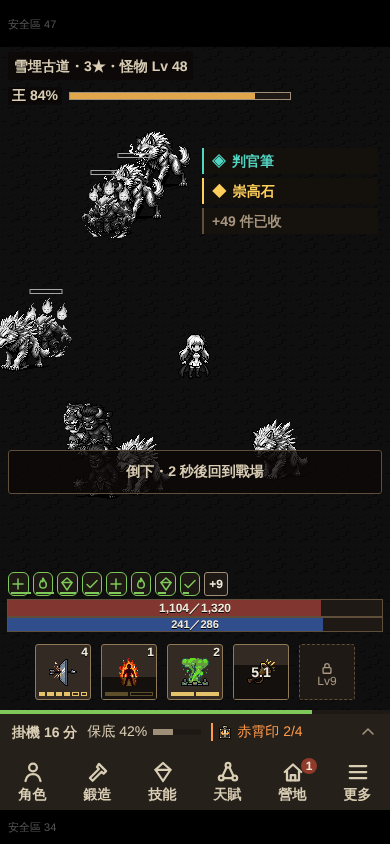 安全區 47
雪埋古道・3★・怪物 Lv 48
王 84%
判官筆
崇高石
+49 件已收
倒下・2 秒後回到戰場
+9
1,104／1,320
241／286
4
1
2
5.1
Lv9
掛機 16 分 保底 42% 赤霄印 2/4
角色 鍛造 技能 天賦 營地 1 更多
安全區 34